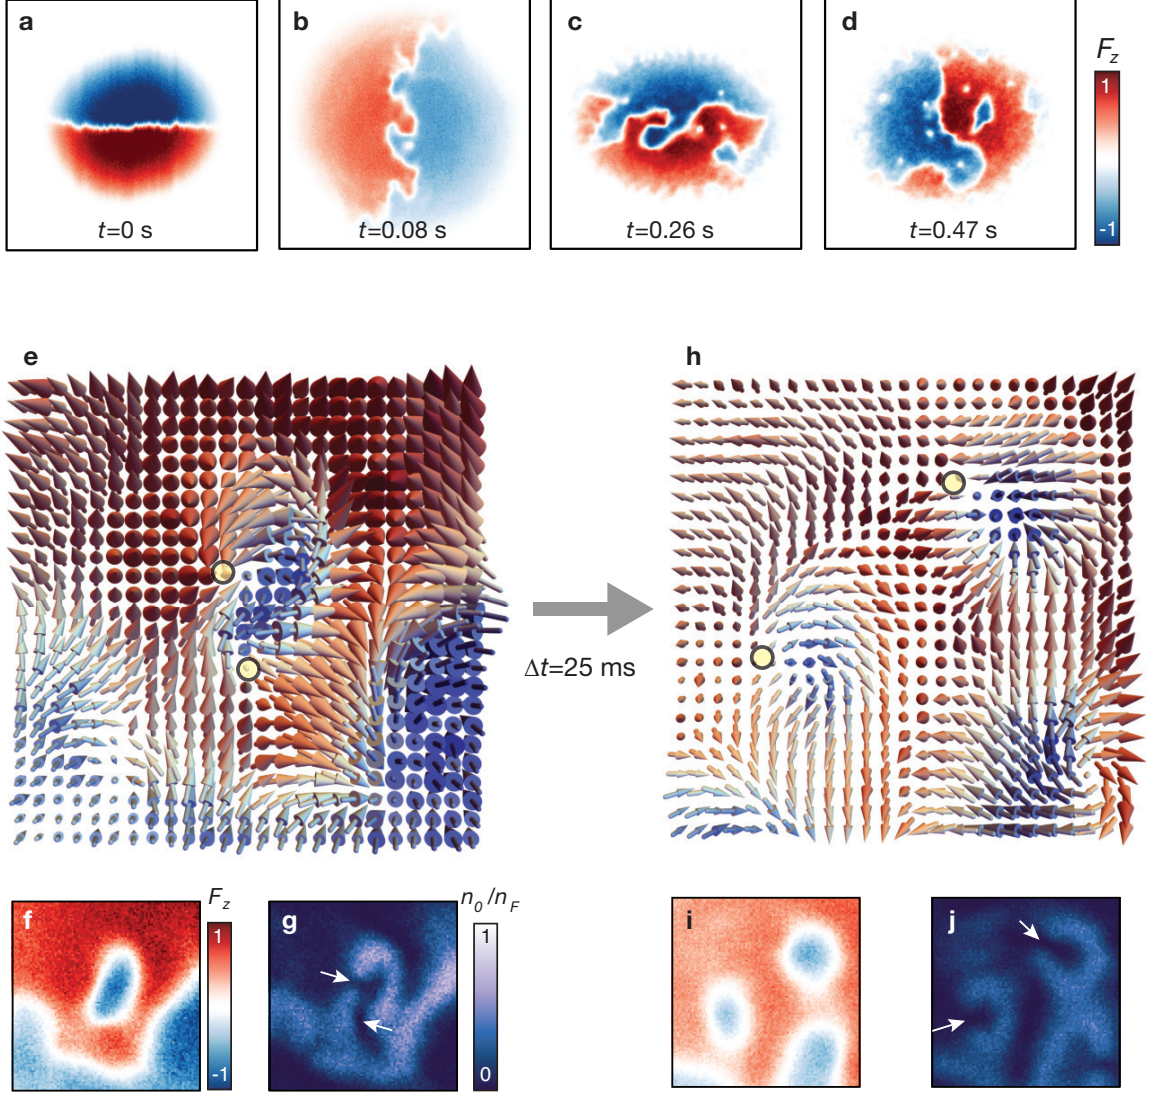 a
b
c
d
F_z
1
-1
t=0 s
t=0.08 s
t=0.26 s
t=0.47 s
e
h
Δt=25 ms
f
F_z
1
-1
g
n_0/n_F
1
0
i
j